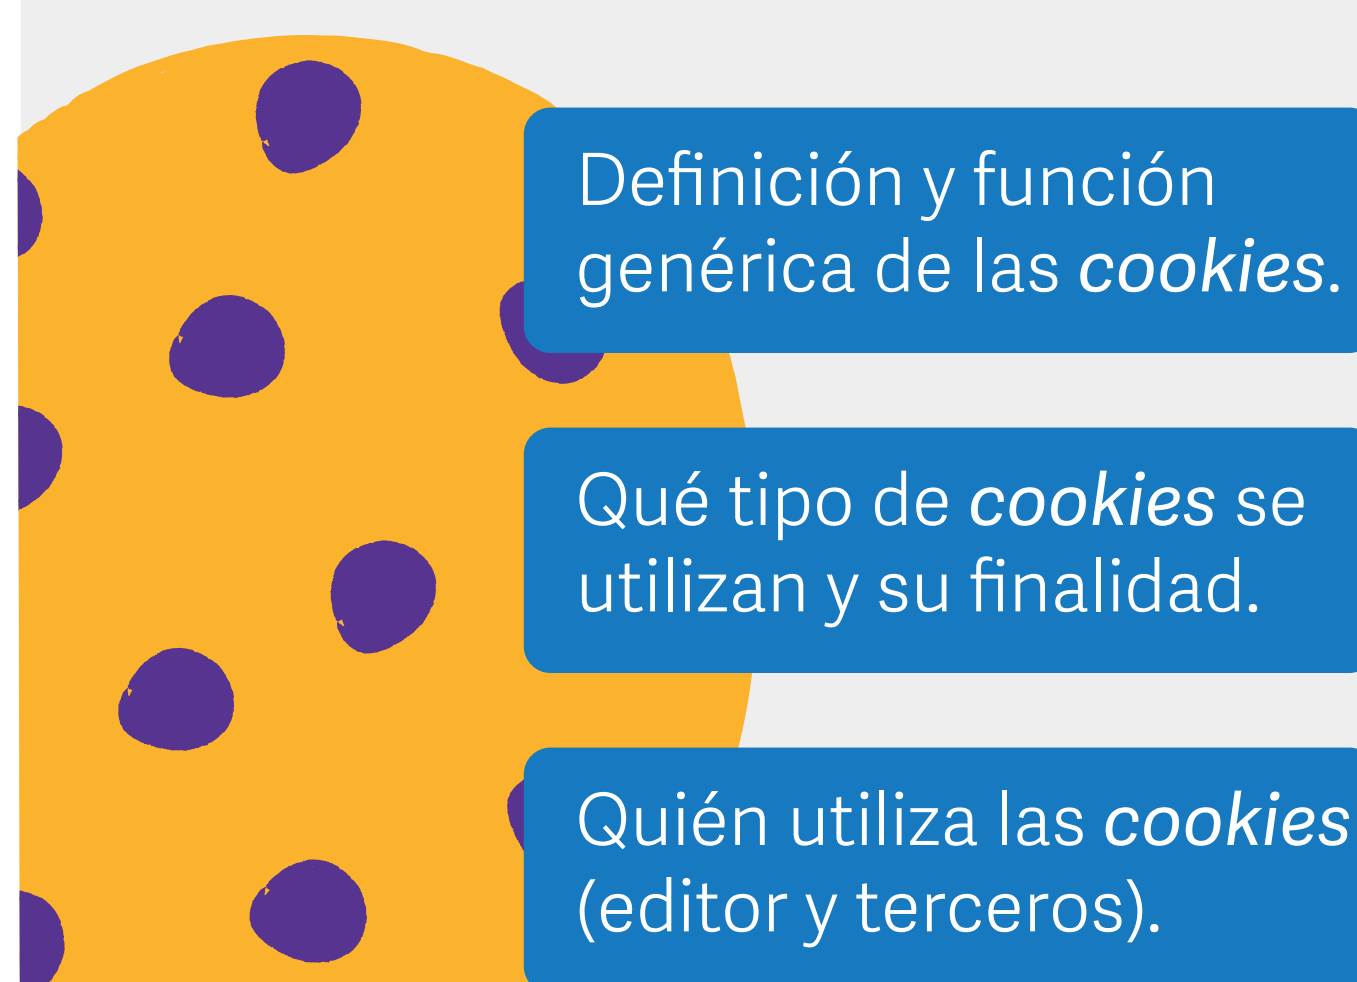 Definición y función
genérica de las cookies.
Qué tipo de cookies se
utilizan y su finalidad.
Quién utiliza las cookies
(editor y terceros).